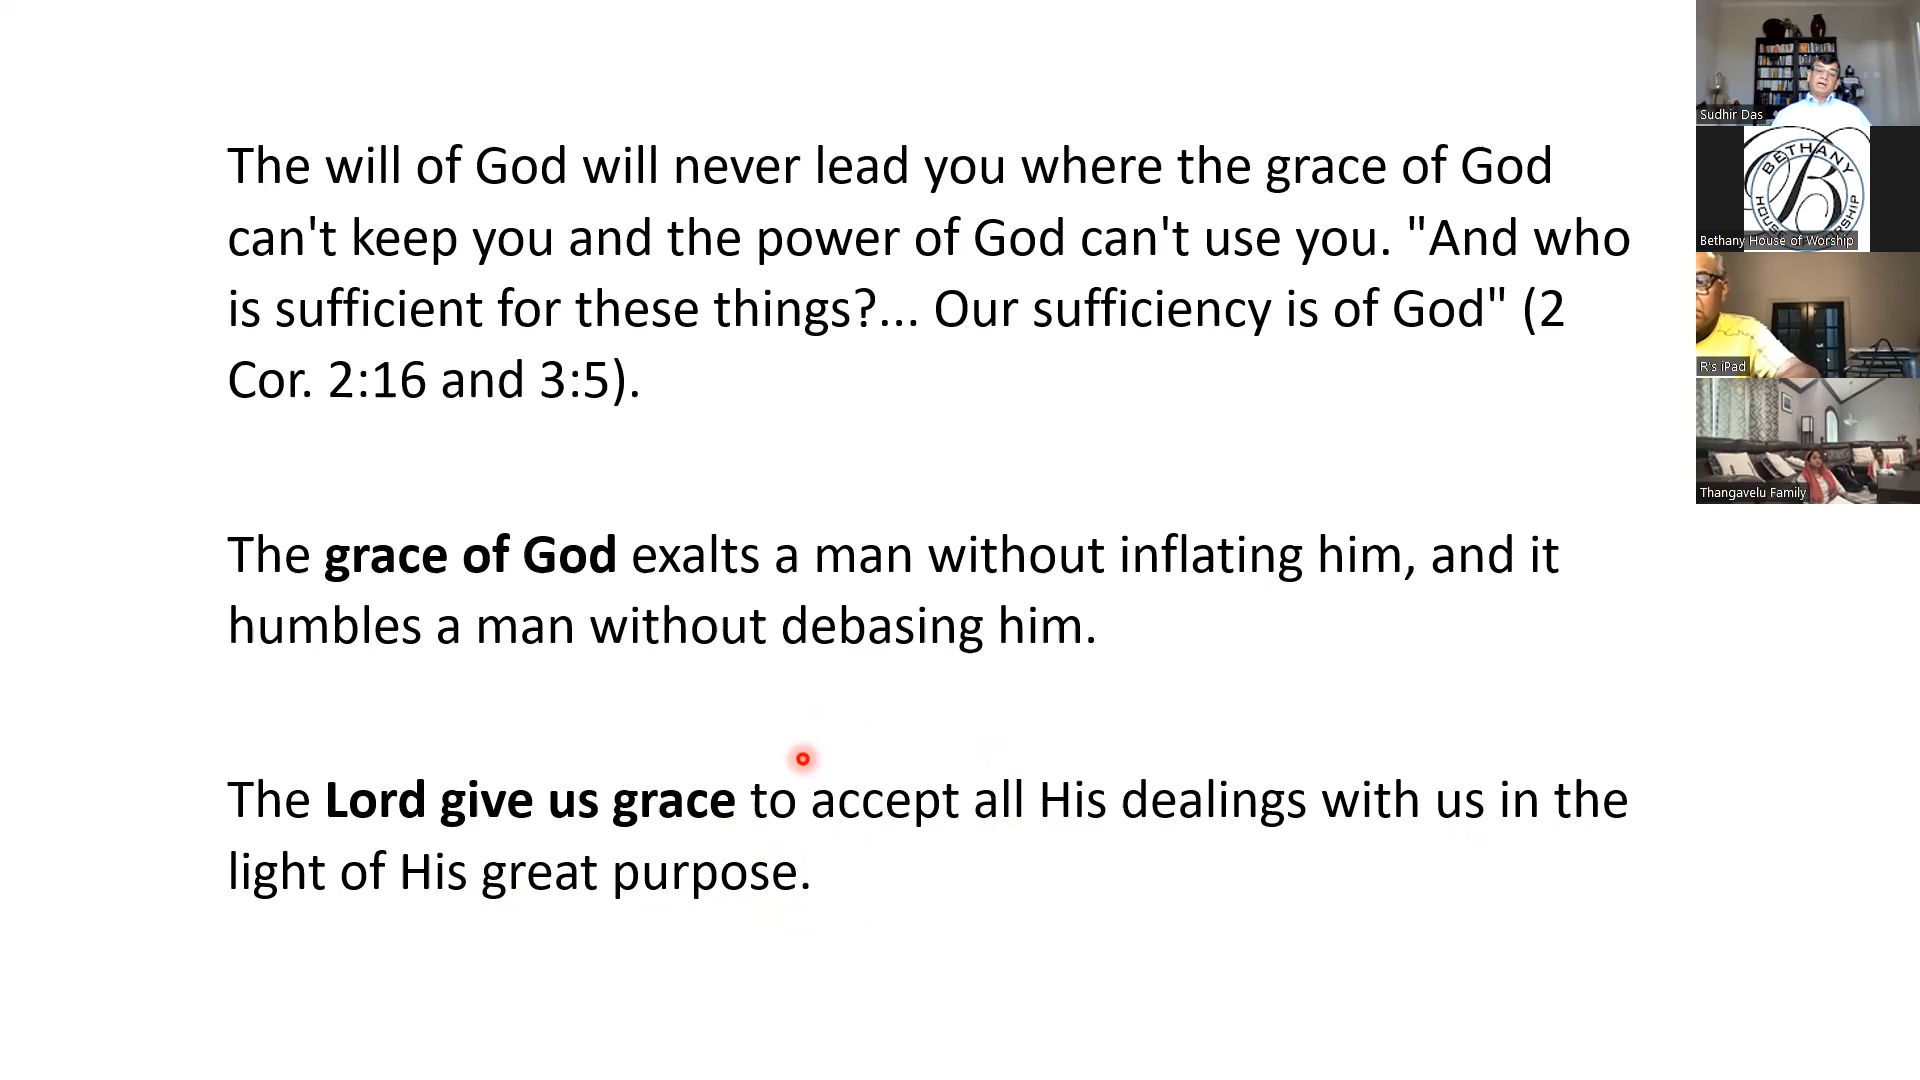 The will of God will never lead you where the grace of God
can't keep you and the power of God can't use you. "And who
is sufficient for these things?... Our sufficiency is of God" (2
Cor. 2:16 and 3:5).
The grace of God exalts a man without inflating him, and it
humbles a man without debasing him.
The Lord give us grace to accept all His dealings with us in the
light of His great purpose.
Sudhir Das
BETHANY
B
HOUSE
Bethany House of Worship
R's iPad
Thangavelu Family